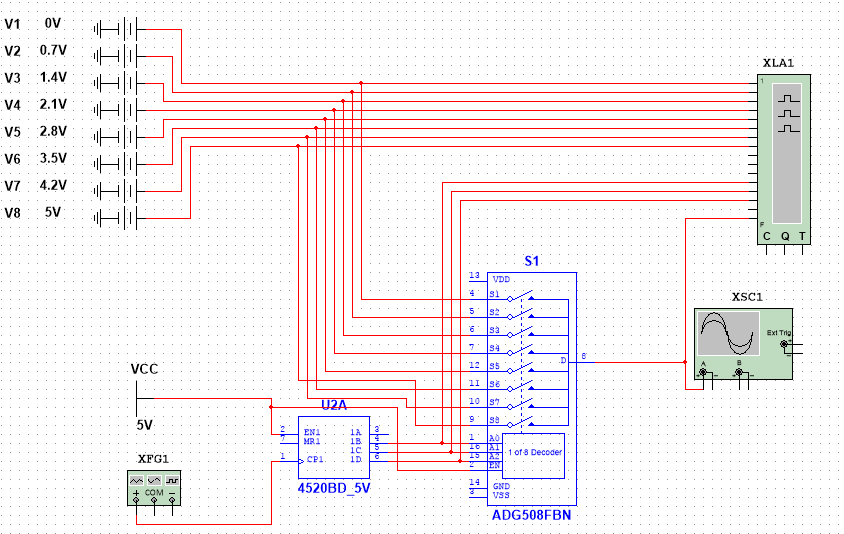 V1 0V
V2 0.7V
V3 1.4V
V4 2.1V
V5 2.8V
V6 3.5V
V7 4.2V
V8 5V
XLA1
1
F
C Q T
S1
13 VDD
4 S1
5 S2
6 S3
7 S4
12 S5
11 S6
10 S7
9 S8
D 8
1 A0
16 A1
15 A2
2 EN
1 of 8 Decoder
14 GND
3 VSS
ADG508FBN
XSC1
Ext Trig
+
-
A B
+ - + -
VCC
5V
U2A
2 EN1 1A 3
7 MR1 1B 4
1C 5
1 CP1 1D 6
4520BD_5V
XFG1
+ COM -